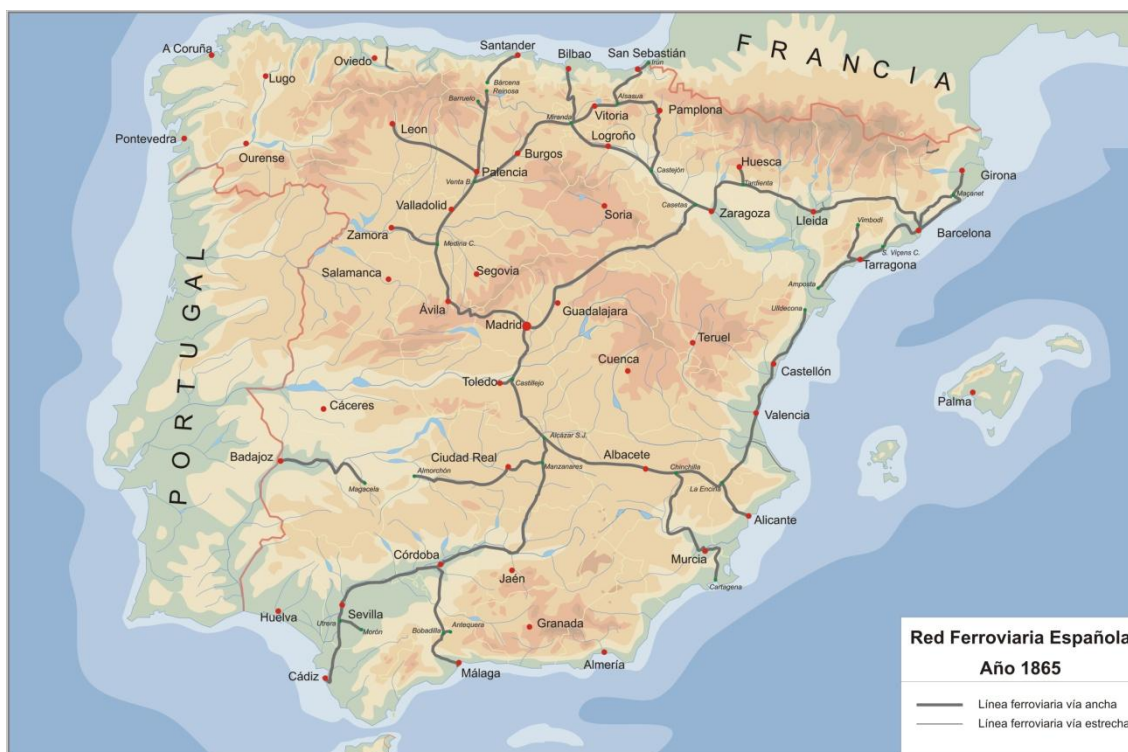 FRANCIA
A Coruña
Lugo
Oviedo
Santander
Bilbao
San Sebastián
Irún
Bárcena
Reinosa
Barruelo
Alsasua
Pontevedra
Ourense
Leon
Miranda
Vitoria
Pamplona
Logroño
Burgos
Palencia
Venta B.
Castejón
Huesca
Tardienta
Girona
Maçanet
Valladolid
Soria
Casetas
Zaragoza
Lleida
Vimbodí
Barcelona
Zamora
Medina C.
S. Viçens C.
Tarragona
Salamanca
Segovia
Amposta
Ulldecona
Ávila
Guadalajara
Madrid
PORTUGAL
Teruel
Cuenca
Castellón
Toledo
Castillejo
Palma
Cáceres
Valencia
Alcázar S.J.
Badajoz
Ciudad Real
Albacete
Almorchón
Manzanares
Chinchilla
Magacela
La Encina
Alicante
Córdoba
Murcia
Jaén
Cartagena
Huelva
Sevilla
Utrera
Morón
Bobadilla
Antequera
Granada
Cádiz
Málaga
Almería
Red Ferroviaria Española
Año 1865
Línea ferroviaria vía ancha
Línea ferroviaria vía estrecha